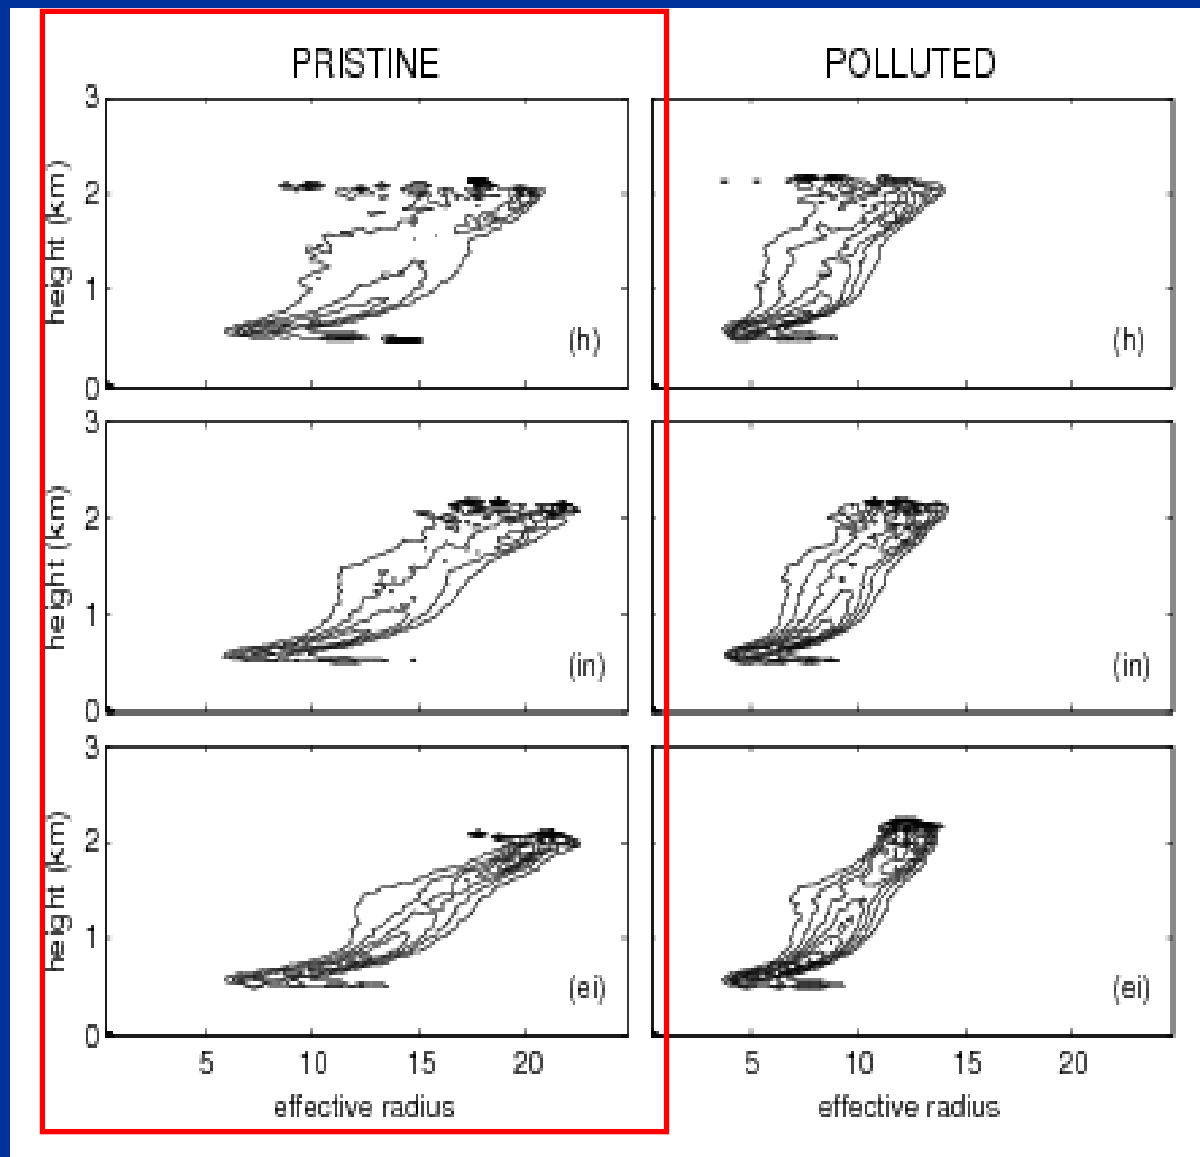 PRISTINE POLLUTED
3
2
1
0
height (km)
(h) (h)
3
2
1
0
height (km)
(in) (in)
3
2
1
0
height (km)
(ei) (ei)
5 10 15 20 5 10 15 20
effective radius effective radius